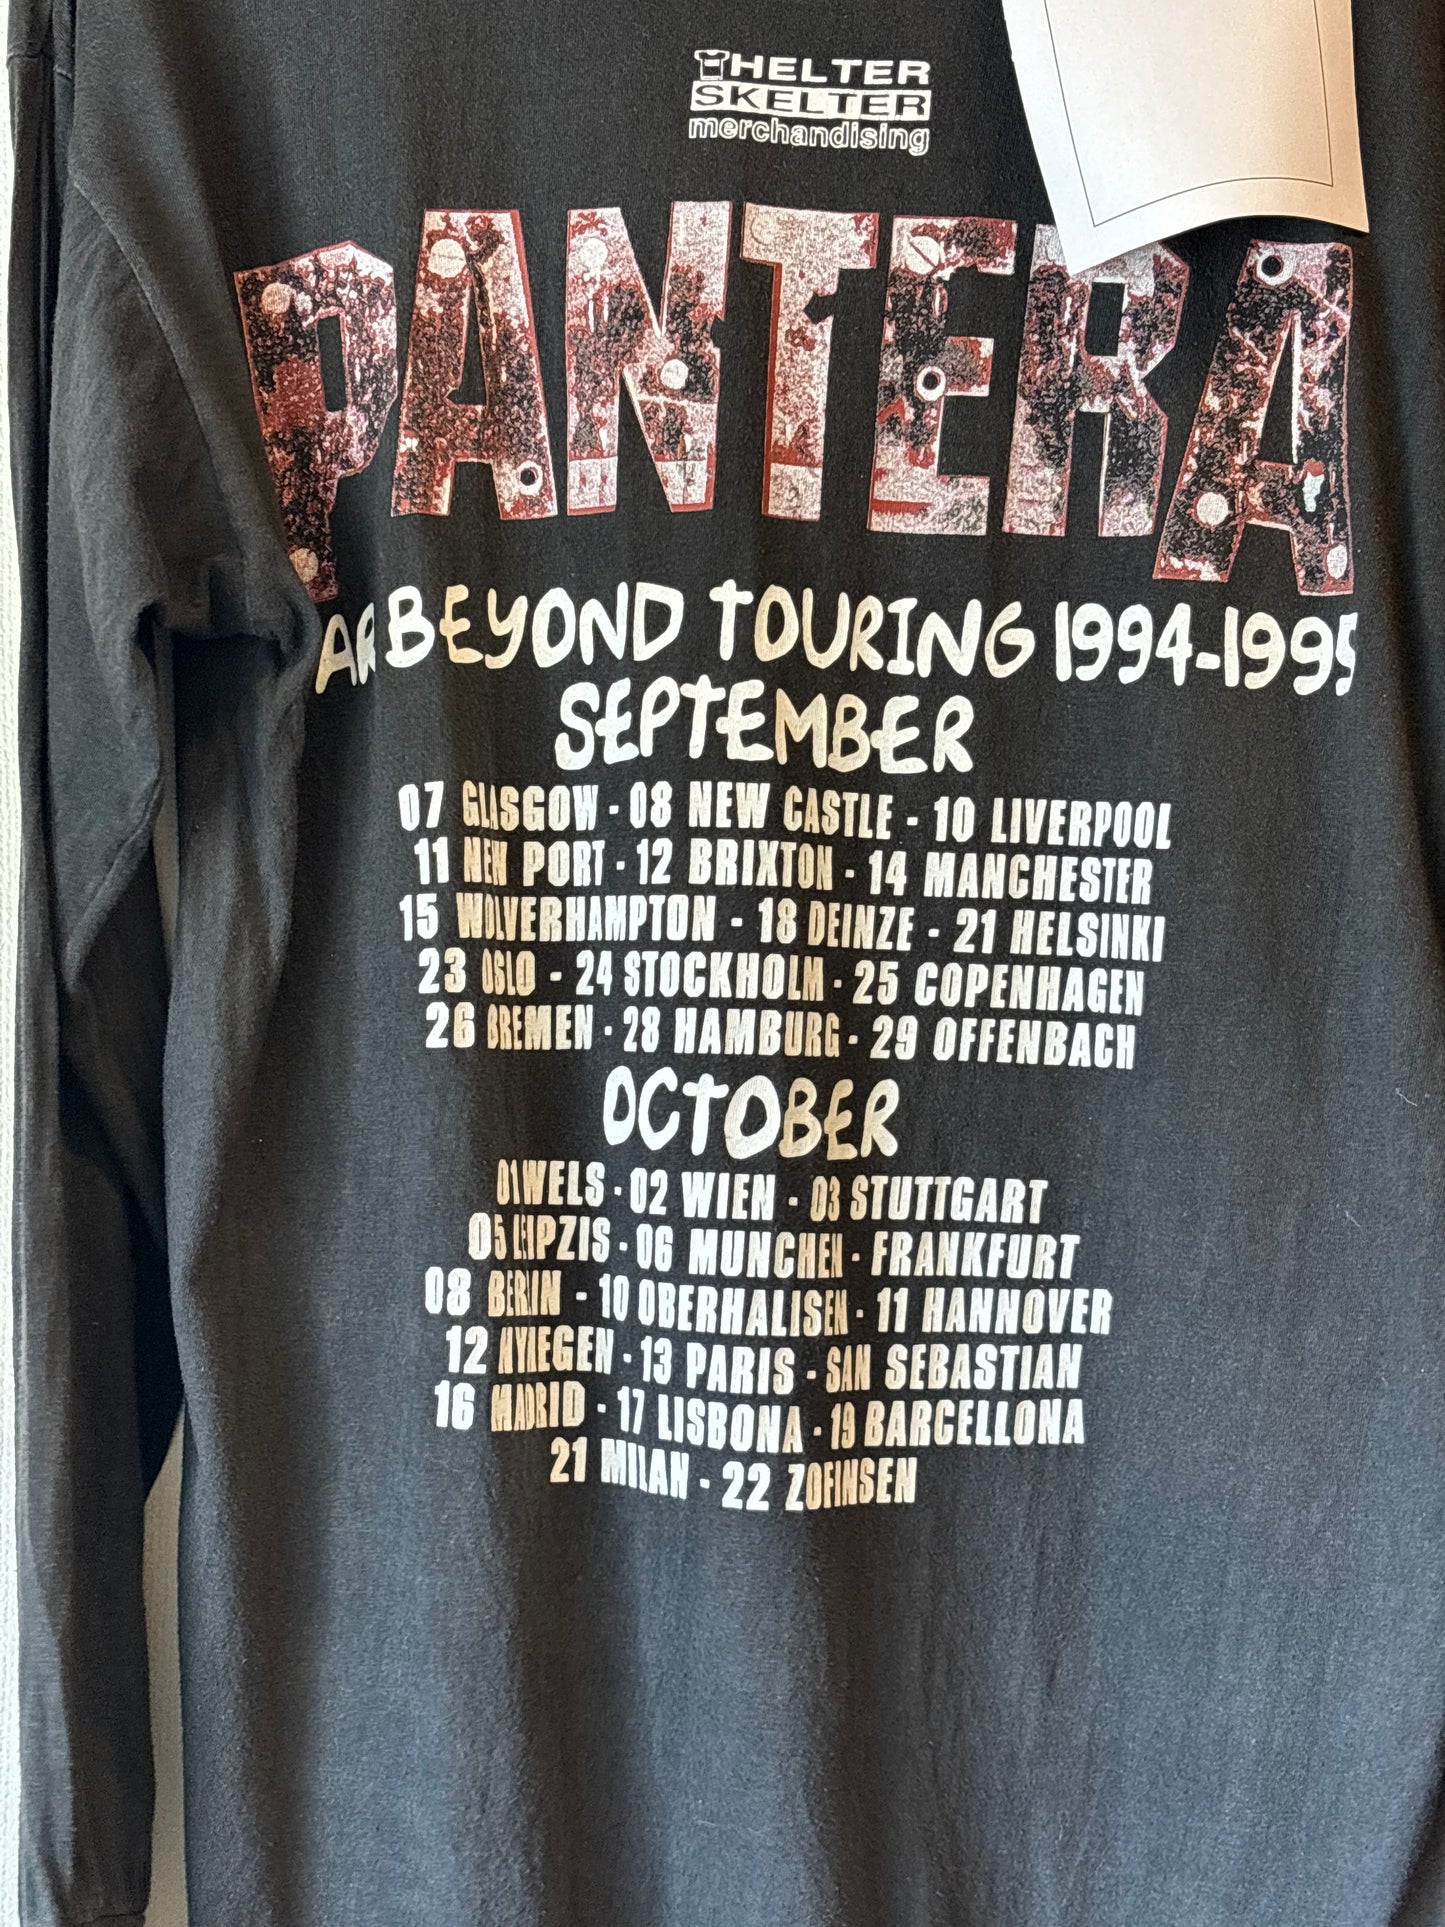 HELTER
SKELTER
merchandising
PANTERA
AR BEYOND TOURING 1994-1995
SEPTEMBER
07 GLASGOW - 08 NEW CASTLE - 10 LIVERPOOL
11 NEW PORT - 12 BRIXTON - 14 MANCHESTER
15 WOLVERHAMPTON - 18 DEINZE - 21 HELSINKI
23 OSLO - 24 STOCKHOLM - 25 COPENHAGEN
26 BREMEN - 28 HAMBURG - 29 OFFENBACH
OCTOBER
01 WELS - 02 WIEN - 03 STUTTGART
05 LEIPZIS - 06 MUNCHEN - FRANKFURT
08 BERLIN - 10 OBERHALISEN - 11 HANNOVER
12 NYMEGEN - 13 PARIS - SAN SEBASTIAN
16 MADRID - 17 LISBONA - 19 BARCELLONA
21 MILAN - 22 ZOFINSEN